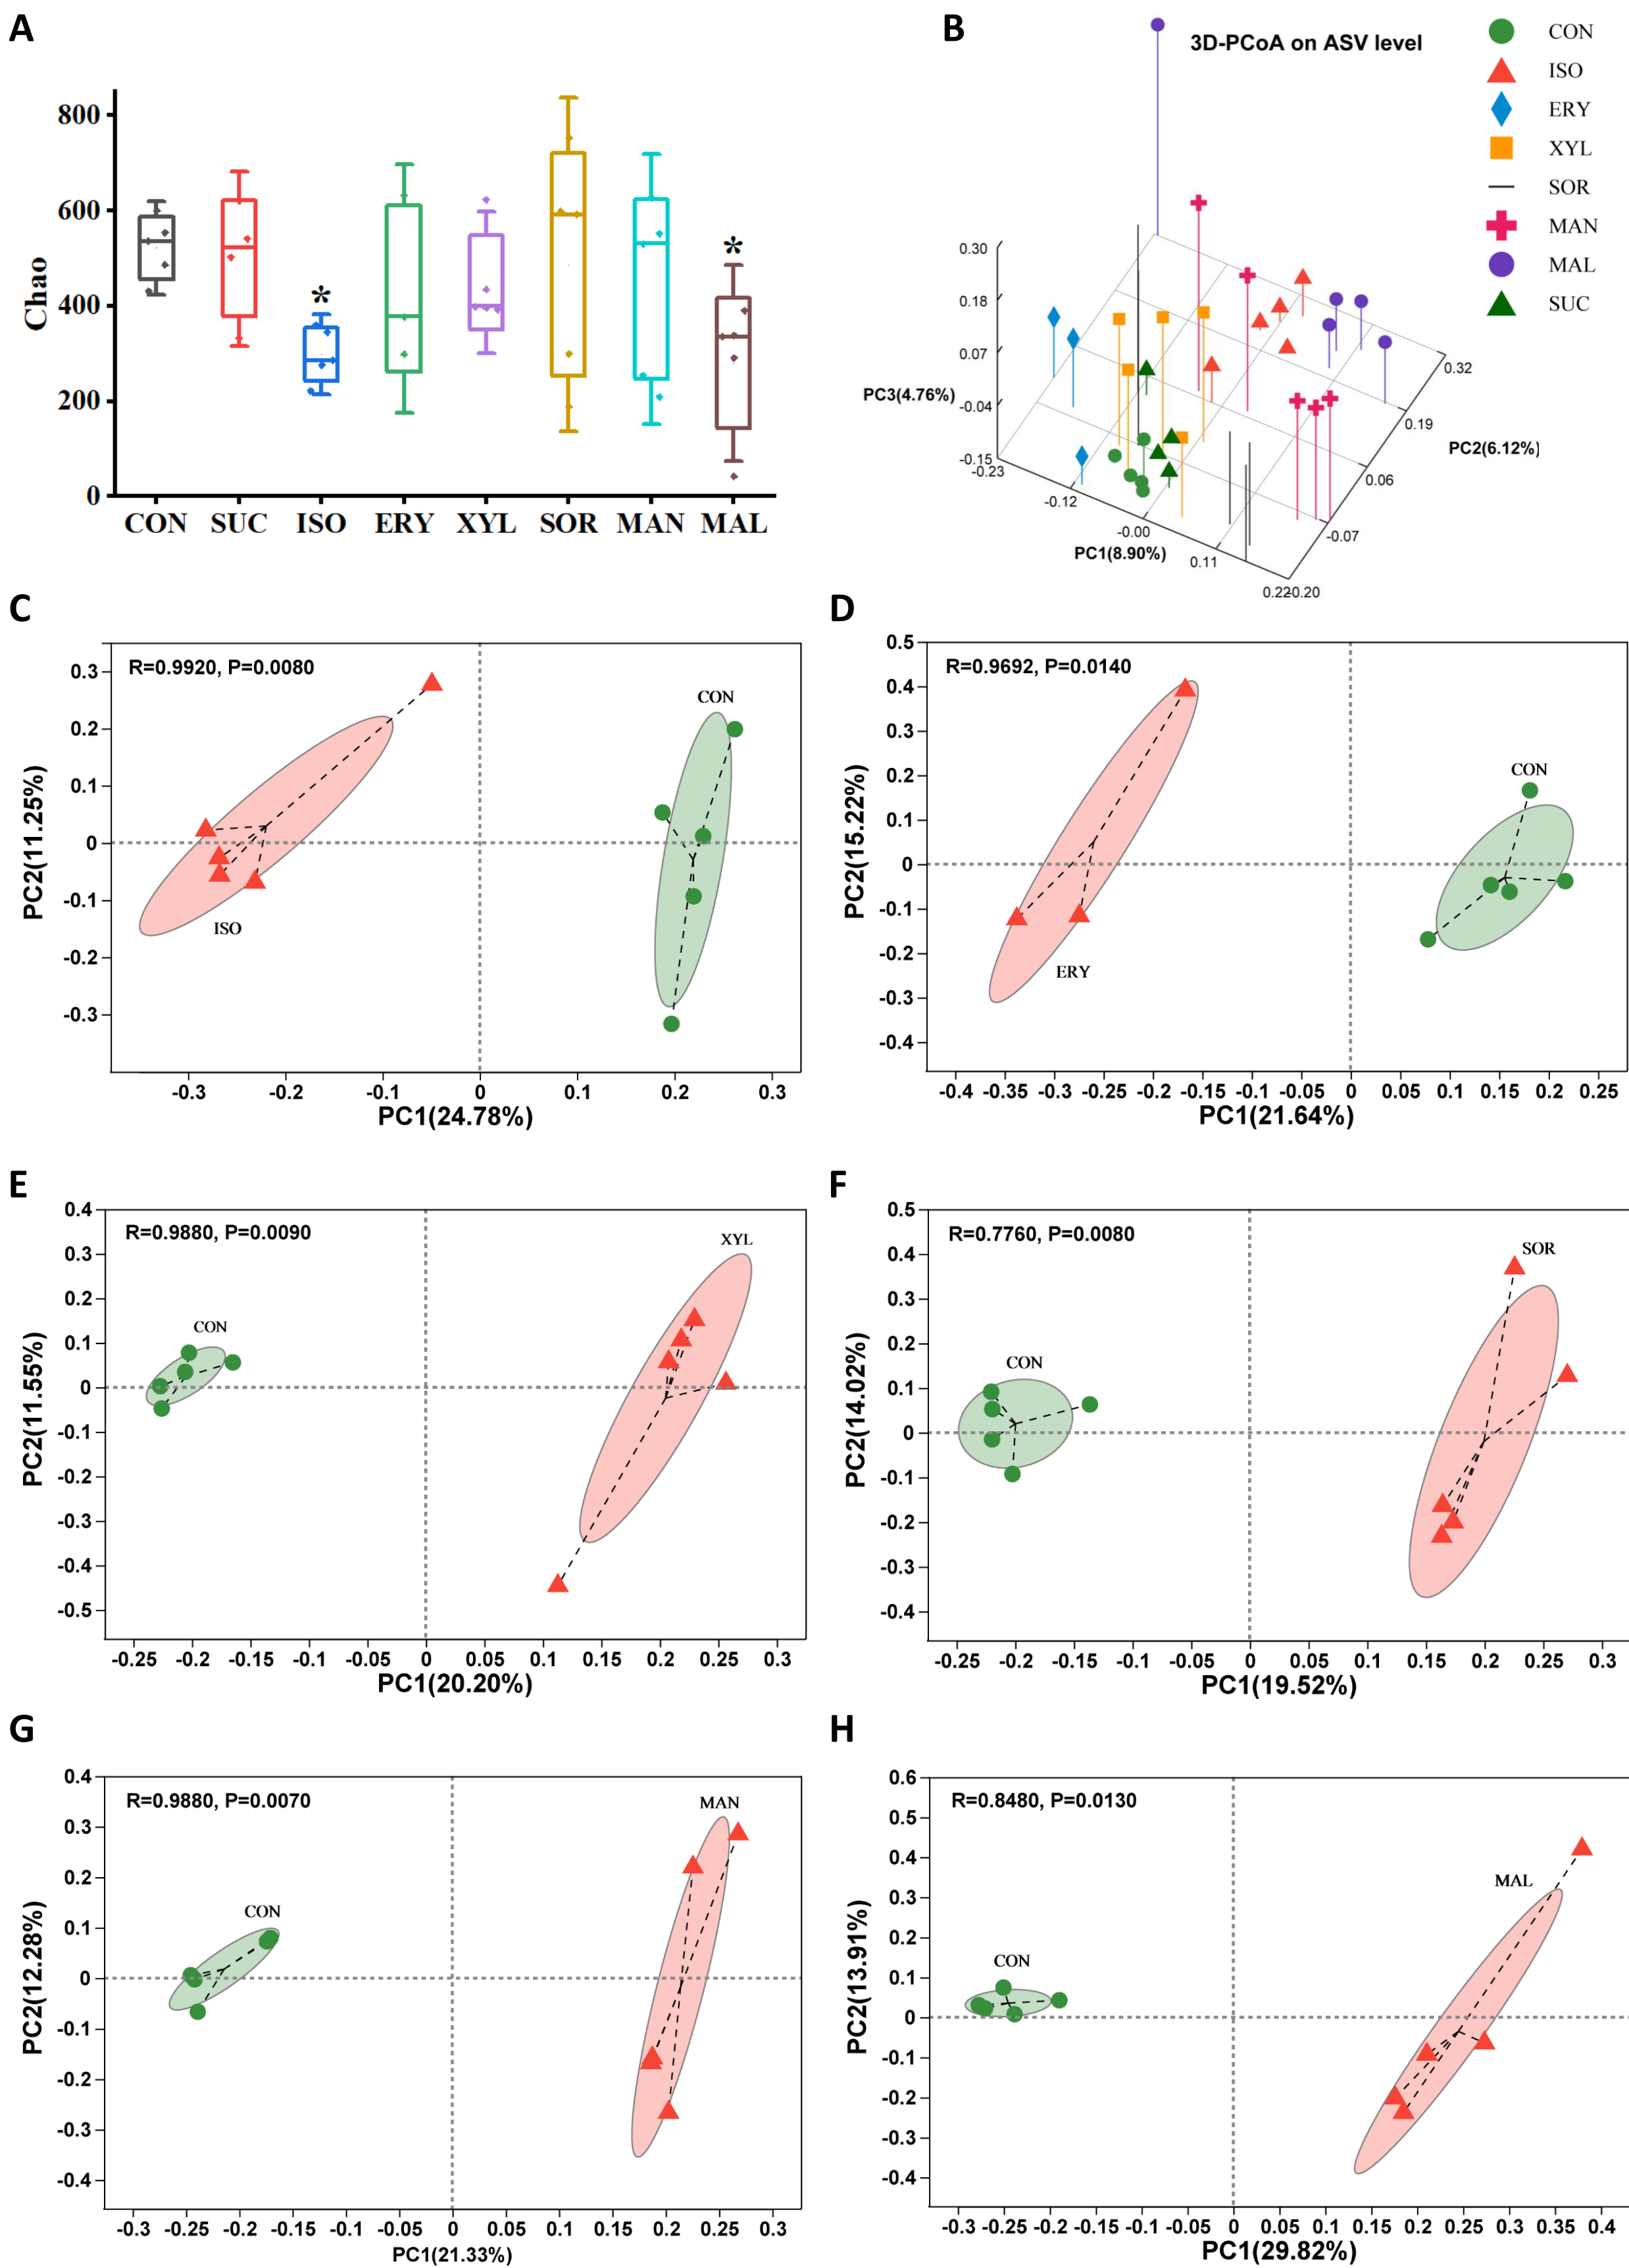 A
B
3D-PCoA on ASV level
CON
ISO
ERY
XYL
SOR
MAN
MAL
SUC
Chao
800
600
400
200
0
*
*
CON SUC ISO ERY XYL SOR MAN MAL
0.30
0.18
0.07
-0.04
-0.15
PC3(4.76%)
-0.23
-0.12
-0.00
0.11
0.22
PC1(8.90%)
-0.20
-0.07
0.06
0.19
0.32
PC2(6.12%)
C
R=0.9920, P=0.0080
CON
ISO
PC2(11.25%)
0.3
0.2
0.1
0
-0.1
-0.2
-0.3
-0.3 -0.2 -0.1 0 0.1 0.2 0.3
PC1(24.78%)
D
R=0.9692, P=0.0140
CON
ERY
PC2(15.22%)
0.5
0.4
0.3
0.2
0.1
0
-0.1
-0.2
-0.3
-0.4
-0.4 -0.35 -0.3 -0.25 -0.2 -0.15 -0.1 -0.05 0 0.05 0.1 0.15 0.2 0.25
PC1(21.64%)
E
R=0.9880, P=0.0090
XYL
CON
PC2(11.55%)
0.4
0.3
0.2
0.1
0
-0.1
-0.2
-0.3
-0.4
-0.5
-0.25 -0.2 -0.15 -0.1 -0.05 0 0.05 0.1 0.15 0.2 0.25 0.3
PC1(20.20%)
F
R=0.7760, P=0.0080
SOR
CON
PC2(14.02%)
0.5
0.4
0.3
0.2
0.1
0
-0.1
-0.2
-0.3
-0.4
-0.25 -0.2 -0.15 -0.1 -0.05 0 0.05 0.1 0.15 0.2 0.25 0.3
PC1(19.52%)
G
R=0.9880, P=0.0070
MAN
CON
PC2(12.28%)
0.4
0.3
0.2
0.1
0
-0.1
-0.2
-0.3
-0.4
-0.3 -0.25 -0.2 -0.15 -0.1 -0.05 0 0.05 0.1 0.15 0.2 0.25 0.3
PC1(21.33%)
H
R=0.8480, P=0.0130
MAL
CON
PC2(13.91%)
0.6
0.5
0.4
0.3
0.2
0.1
0
-0.1
-0.2
-0.3
-0.4
-0.3 -0.25 -0.2 -0.15 -0.1 -0.05 0 0.05 0.1 0.15 0.2 0.25 0.3 0.35 0.4
PC1(29.82%)